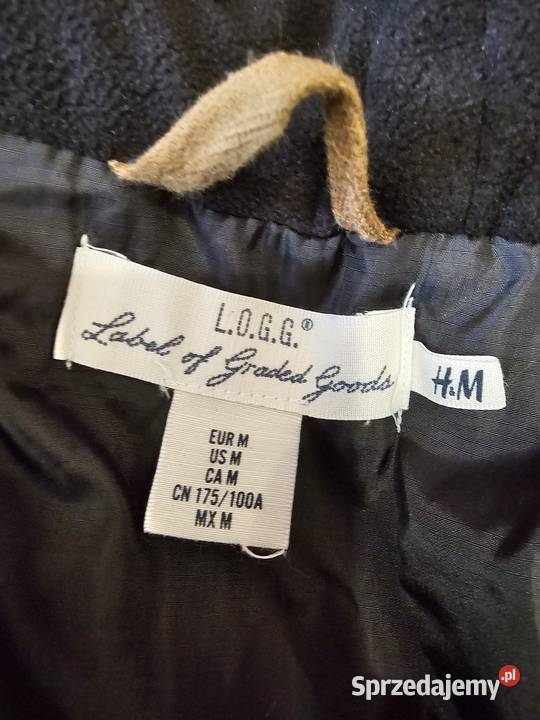 L.O.G.G.®
Label of Graded Goods
H&M
EUR M
US M
CA M
CN 175/100A
MX M
Sprzedajemy.pl